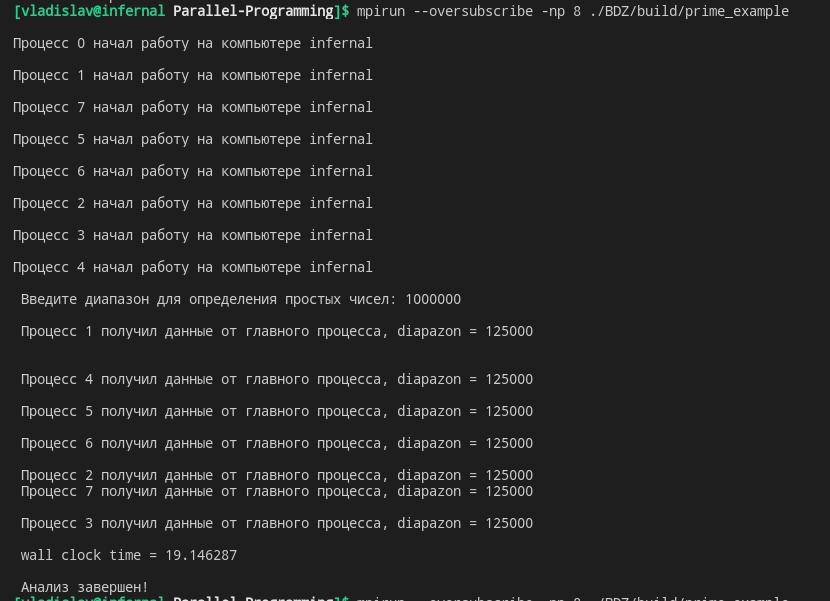 [vladislav@infernal Parallel-Programming]$ mpirun --oversubscribe -np 8 ./BDZ/build/prime_example
Процесс 0 начал работу на компьютере infernal
Процесс 1 начал работу на компьютере infernal
Процесс 7 начал работу на компьютере infernal
Процесс 5 начал работу на компьютере infernal
Процесс 6 начал работу на компьютере infernal
Процесс 2 начал работу на компьютере infernal
Процесс 3 начал работу на компьютере infernal
Процесс 4 начал работу на компьютере infernal
Введите диапазон для определения простых чисел: 1000000
Процесс 1 получил данные от главного процесса, diapazon = 125000
Процесс 4 получил данные от главного процесса, diapazon = 125000
Процесс 5 получил данные от главного процесса, diapazon = 125000
Процесс 6 получил данные от главного процесса, diapazon = 125000
Процесс 2 получил данные от главного процесса, diapazon = 125000
Процесс 7 получил данные от главного процесса, diapazon = 125000
Процесс 3 получил данные от главного процесса, diapazon = 125000
wall clock time = 19.146287
Анализ завершен!
[vladislav@infernal Parallel-Programming]$ mpirun --oversubscribe -np 8 ./BDZ/build/prime_example